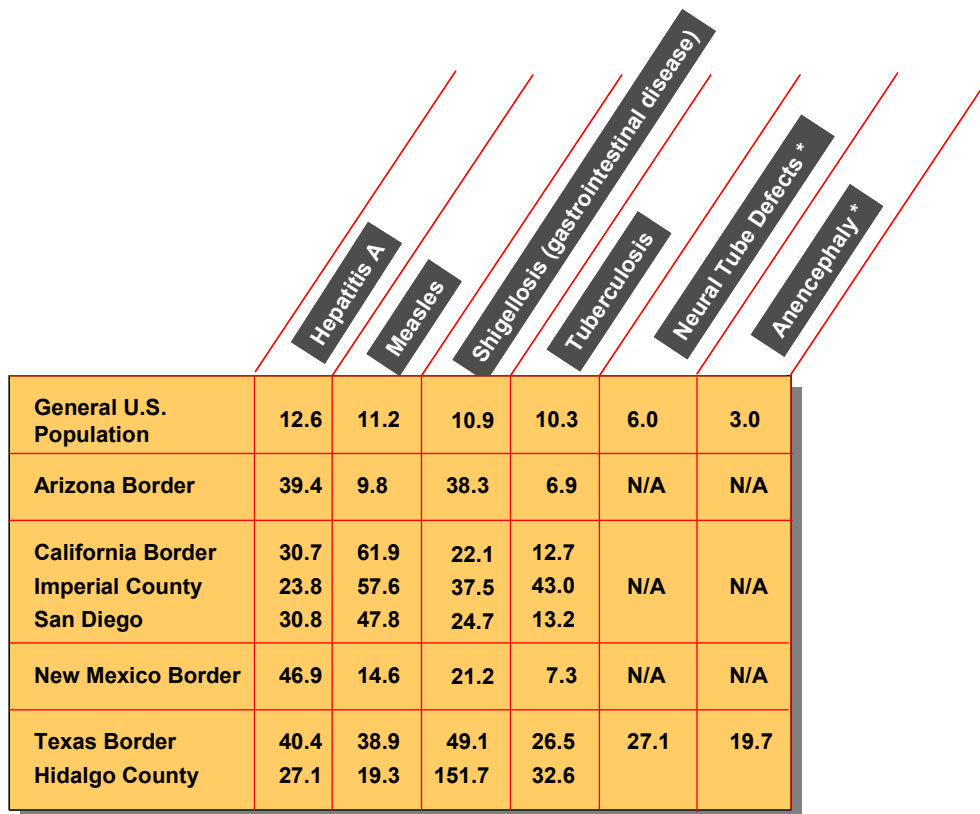 Hepatitis A
Measles
Shigellosis (gastrointestinal disease)
Tuberculosis
Neural Tube Defects *
Anencephaly *
General U.S.
Population
12.6 11.2 10.9 10.3 6.0 3.0
Arizona Border 39.4 9.8 38.3 6.9 N/A N/A
California Border 30.7 61.9 22.1 12.7
Imperial County 23.8 57.6 37.5 43.0 N/A N/A
San Diego 30.8 47.8 24.7 13.2
New Mexico Border 46.9 14.6 21.2 7.3 N/A N/A
Texas Border 40.4 38.9 49.1 26.5 27.1 19.7
Hidalgo County 27.1 19.3 151.7 32.6